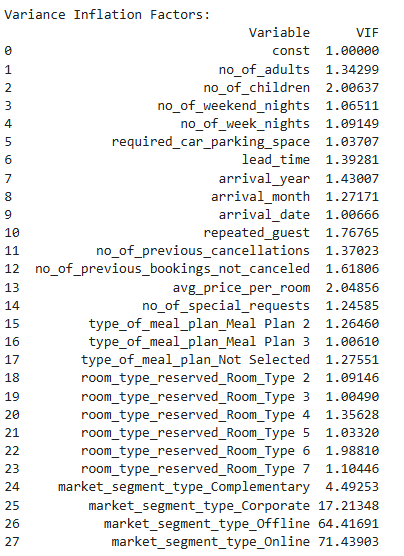 Variance Inflation Factors:
Variable VIF
0 const 1.00000
1 no_of_adults 1.34299
2 no_of_children 2.00637
3 no_of_weekend_nights 1.06511
4 no_of_week_nights 1.09149
5 required_car_parking_space 1.03707
6 lead_time 1.39281
7 arrival_year 1.43007
8 arrival_month 1.27171
9 arrival_date 1.00666
10 repeated_guest 1.76765
11 no_of_previous_cancellations 1.37023
12 no_of_previous_bookings_not_canceled 1.61806
13 avg_price_per_room 2.04856
14 no_of_special_requests 1.24585
15 type_of_meal_plan_Meal Plan 2 1.26460
16 type_of_meal_plan_Meal Plan 3 1.00610
17 type_of_meal_plan_Not Selected 1.27551
18 room_type_reserved_Room_Type 2 1.09146
19 room_type_reserved_Room_Type 3 1.00490
20 room_type_reserved_Room_Type 4 1.35628
21 room_type_reserved_Room_Type 5 1.03320
22 room_type_reserved_Room_Type 6 1.98810
23 room_type_reserved_Room_Type 7 1.10446
24 market_segment_type_Complementary 4.49253
25 market_segment_type_Corporate 17.21348
26 market_segment_type_Offline 64.41691
27 market_segment_type_Online 71.43903